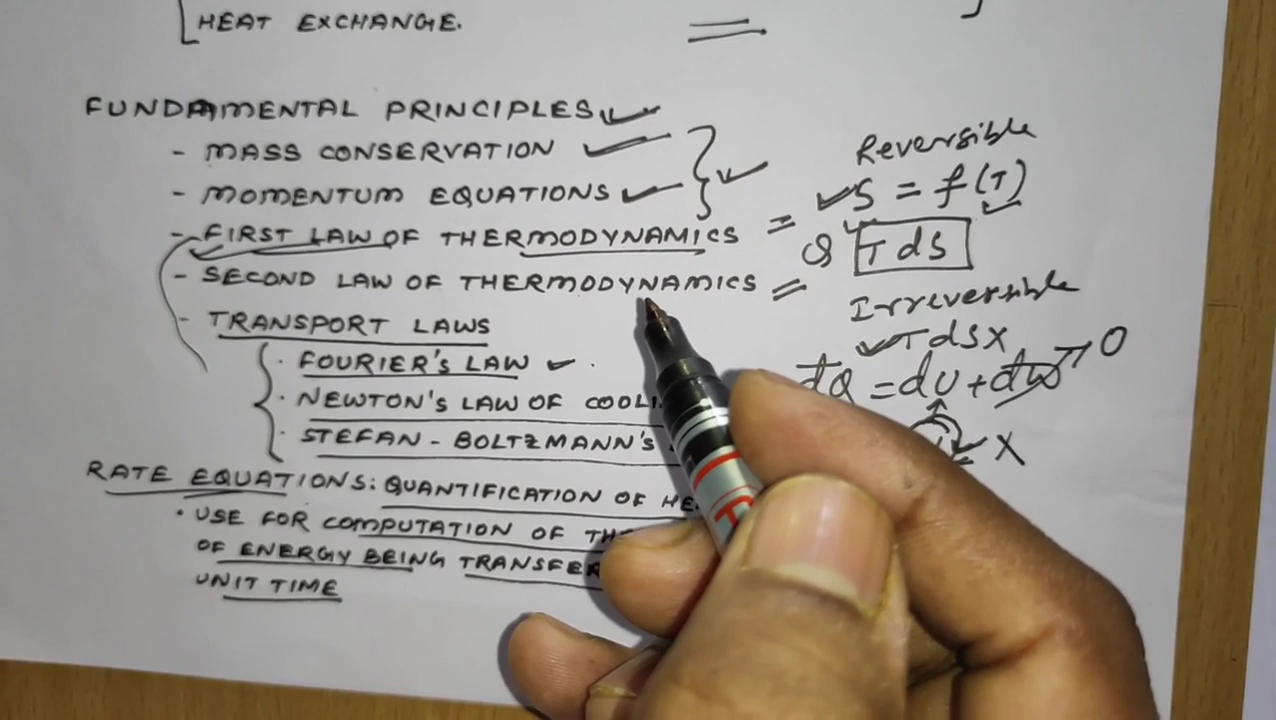 HEAT EXCHANGE.
FUNDAMENTAL PRINCIPLES
- MASS CONSERVATION
- MOMENTUM EQUATIONS
- FIRST LAW OF THERMODYNAMICS
- SECOND LAW OF THERMODYNAMICS
- TRANSPORT LAWS
· FOURIER'S LAW
· NEWTON'S LAW OF
· STEFAN - BOLTZMANN'S
RATE EQUATIONS: QUANTIFICATION OF
· USE FOR COMPUTATION OF
OF ENERGY BEING
UNIT TIME
Reversible
S = f(T)
TdS
Irreversible
TdS X
dQ = dU + dW 0
X